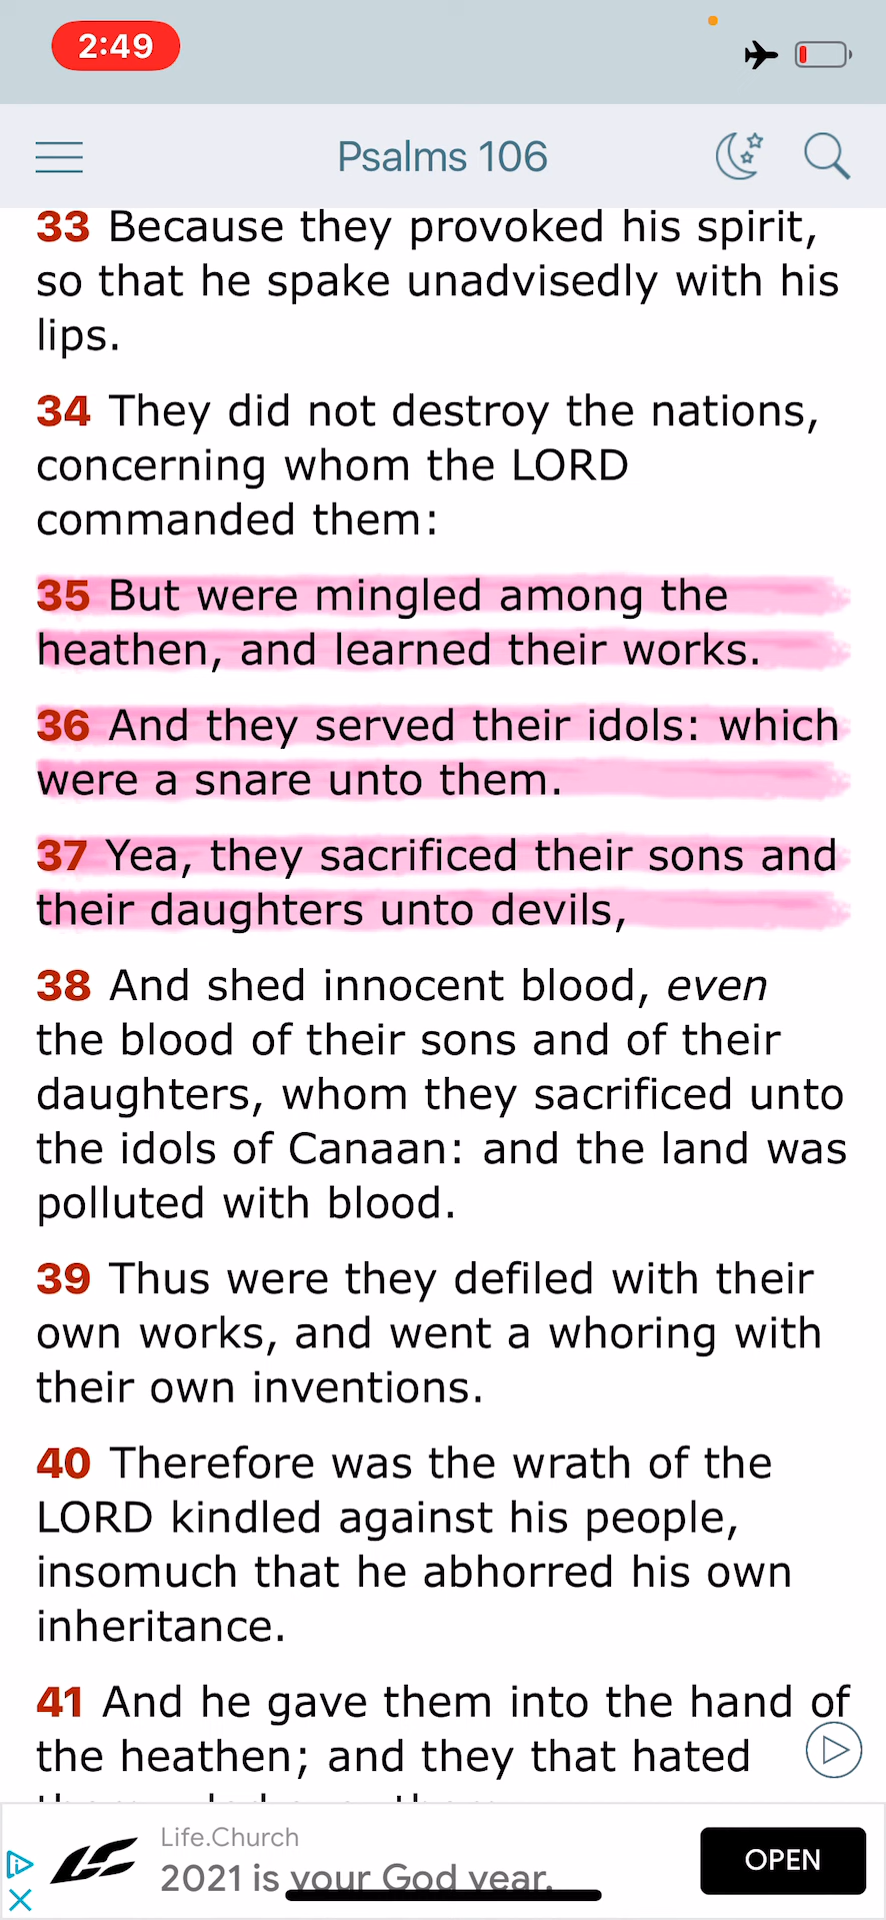 2:49
Psalms 106
33 Because they provoked his spirit,
so that he spake unadvisedly with his
lips.
34 They did not destroy the nations,
concerning whom the LORD
commanded them:
35 But were mingled among the
heathen, and learned their works.
36 And they served their idols: which
were a snare unto them.
37 Yea, they sacrificed their sons and
their daughters unto devils,
38 And shed innocent blood, even
the blood of their sons and of their
daughters, whom they sacrificed unto
the idols of Canaan: and the land was
polluted with blood.
39 Thus were they defiled with their
own works, and went a whoring with
their own inventions.
40 Therefore was the wrath of the
LORD kindled against his people,
insomuch that he abhorred his own
inheritance.
41 And he gave them into the hand of
the heathen; and they that hated
Life.Church
2021 is your God year.
OPEN